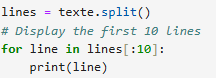 lines = texte.split()
# Display the first 10 lines
for line in lines[:10]:
    print(line)